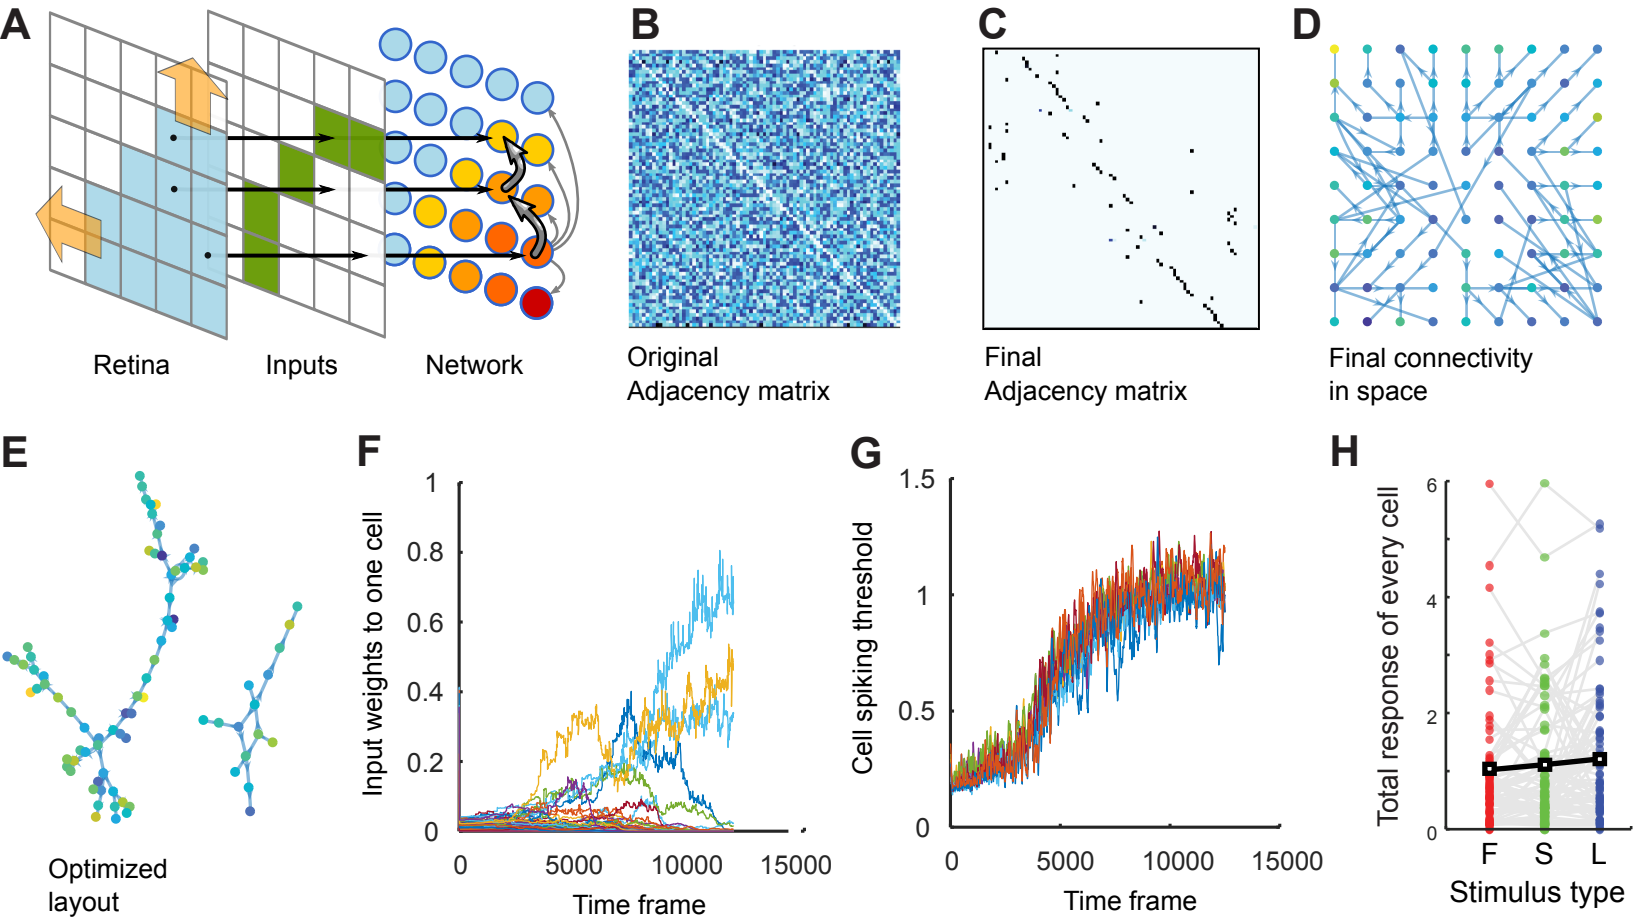 A
B
C
D
Retina
Inputs
Network
Original
Adjacency matrix
Final
Adjacency matrix
Final connectivity
in space
E
Optimized
layout
F
Input weights to one cell
1
0.8
0.6
0.4
0.2
0
0
5000
10000
15000
Time frame
G
Cell spiking threshold
1.5
1
0.5
0
0
5000
10000
15000
Time frame
H
Total response of every cell
6
4
2
0
F
S
L
Stimulus type